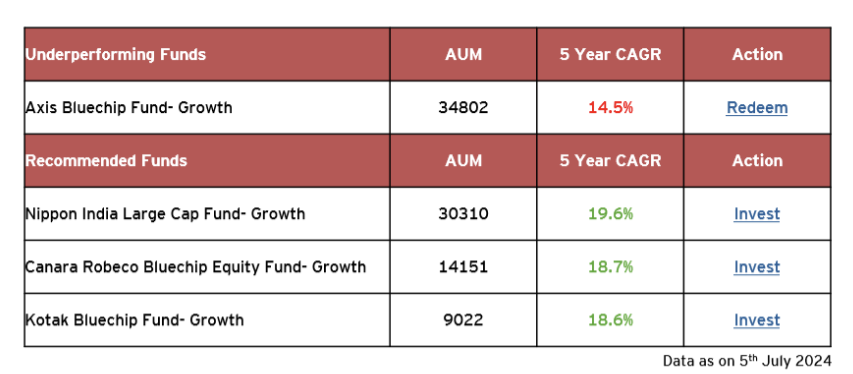 Underperforming Funds AUM 5 Year CAGR Action
Axis Bluechip Fund- Growth 34802 14.5% Redeem
Recommended Funds AUM 5 Year CAGR Action
Nippon India Large Cap Fund- Growth 30310 19.6% Invest
Canara Robeco Bluechip Equity Fund- Growth 14151 18.7% Invest
Kotak Bluechip Fund- Growth 9022 18.6% Invest
Data as on 5th July 2024